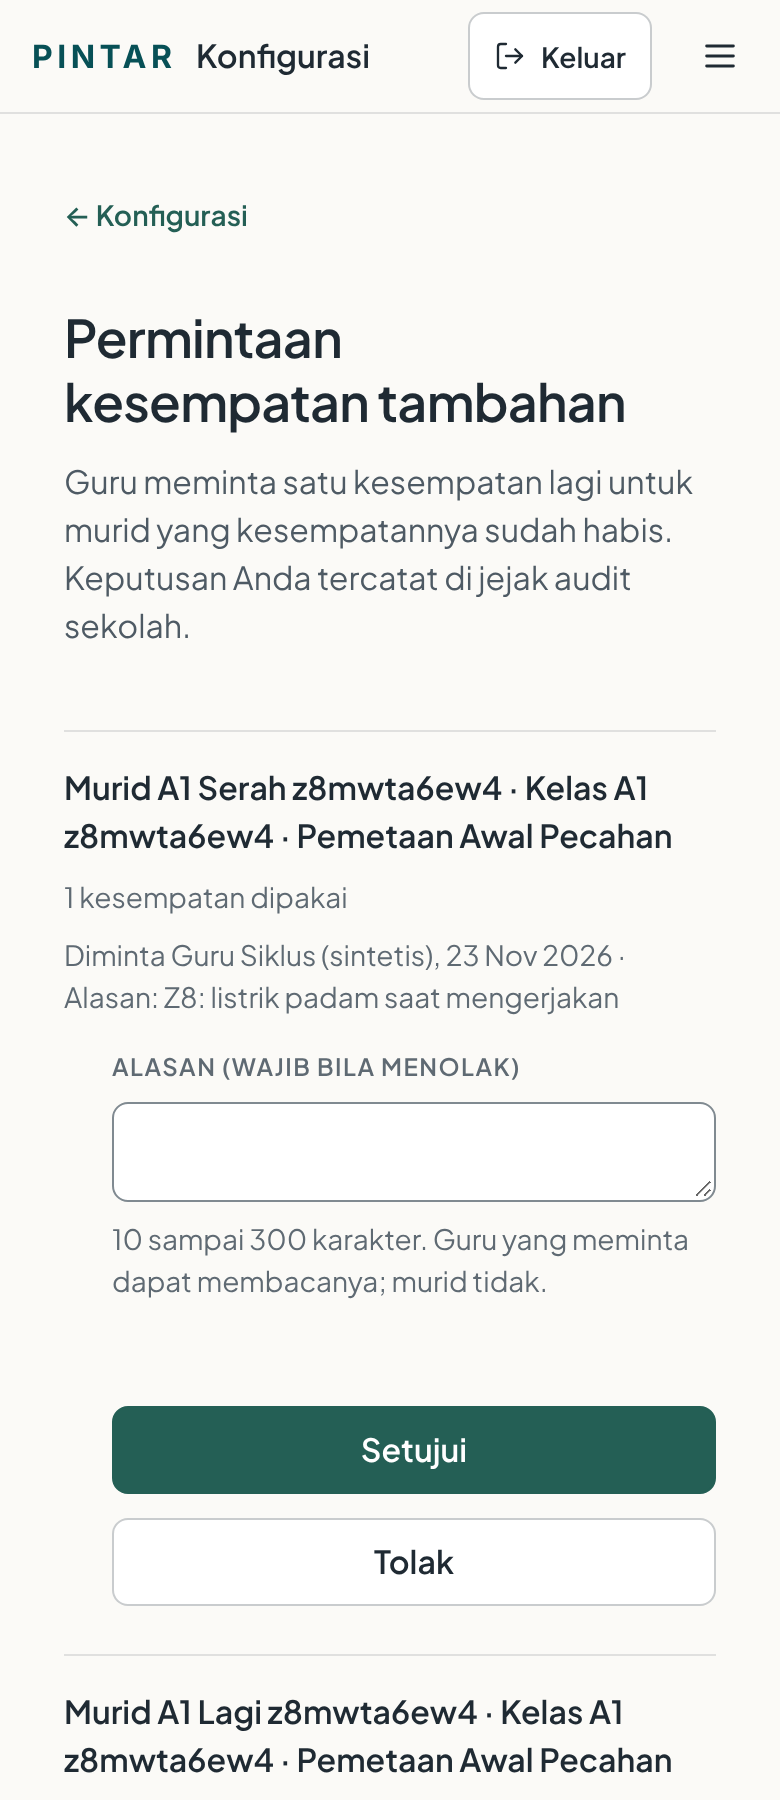 PINTAR Konfigurasi Keluar
← Konfigurasi
Permintaan
kesempatan tambahan
Guru meminta satu kesempatan lagi untuk
murid yang kesempatannya sudah habis.
Keputusan Anda tercatat di jejak audit
sekolah.
Murid A1 Serah z8mwta6ew4 · Kelas A1
z8mwta6ew4 · Pemetaan Awal Pecahan
1 kesempatan dipakai
Diminta Guru Siklus (sintetis), 23 Nov 2026 ·
Alasan: Z8: listrik padam saat mengerjakan
ALASAN (WAJIB BILA MENOLAK)
10 sampai 300 karakter. Guru yang meminta
dapat membacanya; murid tidak.
Setujui
Tolak
Murid A1 Lagi z8mwta6ew4 · Kelas A1
z8mwta6ew4 · Pemetaan Awal Pecahan